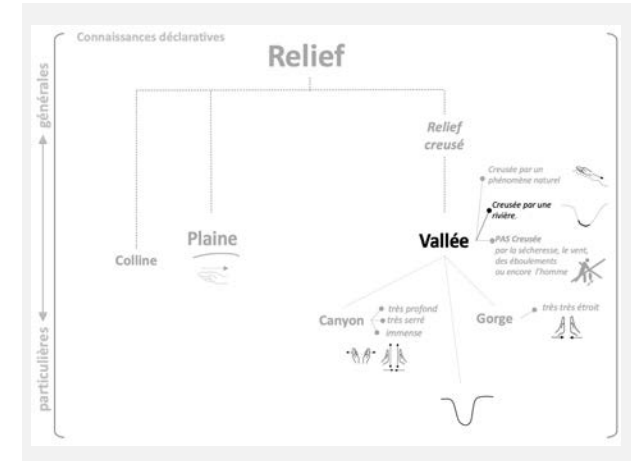 Connaissances déclaratives
générales
particulières
Relief
Relief
creusé
Creusée par un
phénomène naturel
Creusée par une
rivière.
PAS Creusée
par la sécheresse, le vent,
des éboulements
ou encore l'homme
Colline
Plaine
Vallée
Canyon
très profond
très serré
immense
Gorge
très très étroit